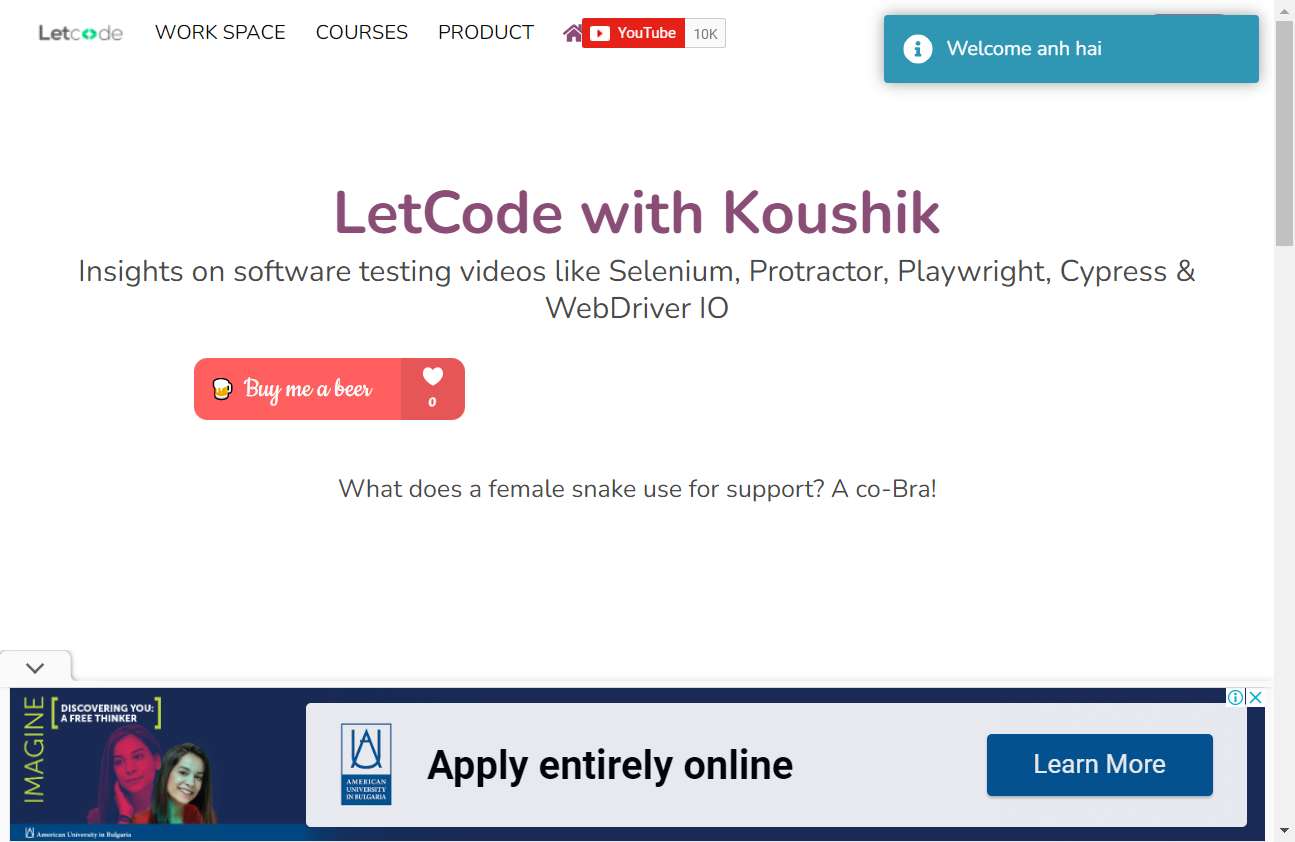 Letcode WORK SPACE COURSES PRODUCT YouTube 10K
Welcome anh hai
LetCode with Koushik
Insights on software testing videos like Selenium, Protractor, Playwright, Cypress &
WebDriver IO
Buy me a beer
0
What does a female snake use for support? A co-Bra!
IMAGINE
DISCOVERING YOU:
A FREE THINKER
American University in Bulgaria
AMERICAN
UNIVERSITY
IN BULGARIA
Apply entirely online
Learn More